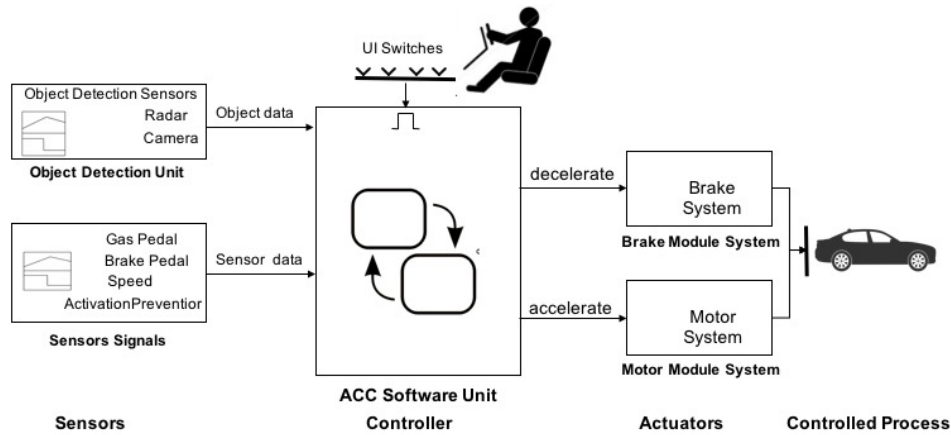 UI Switches
Object Detection Sensors
Radar
Camera
Object data
Object Detection Unit
decelerate
Brake
System
Brake Module System
Gas Pedal
Brake Pedal
Speed
ActivationPreventior
Sensor data
Sensors Signals
accelerate
Motor
System
Motor Module System
ACC Software Unit
Sensors
Controller
Actuators
Controlled Process